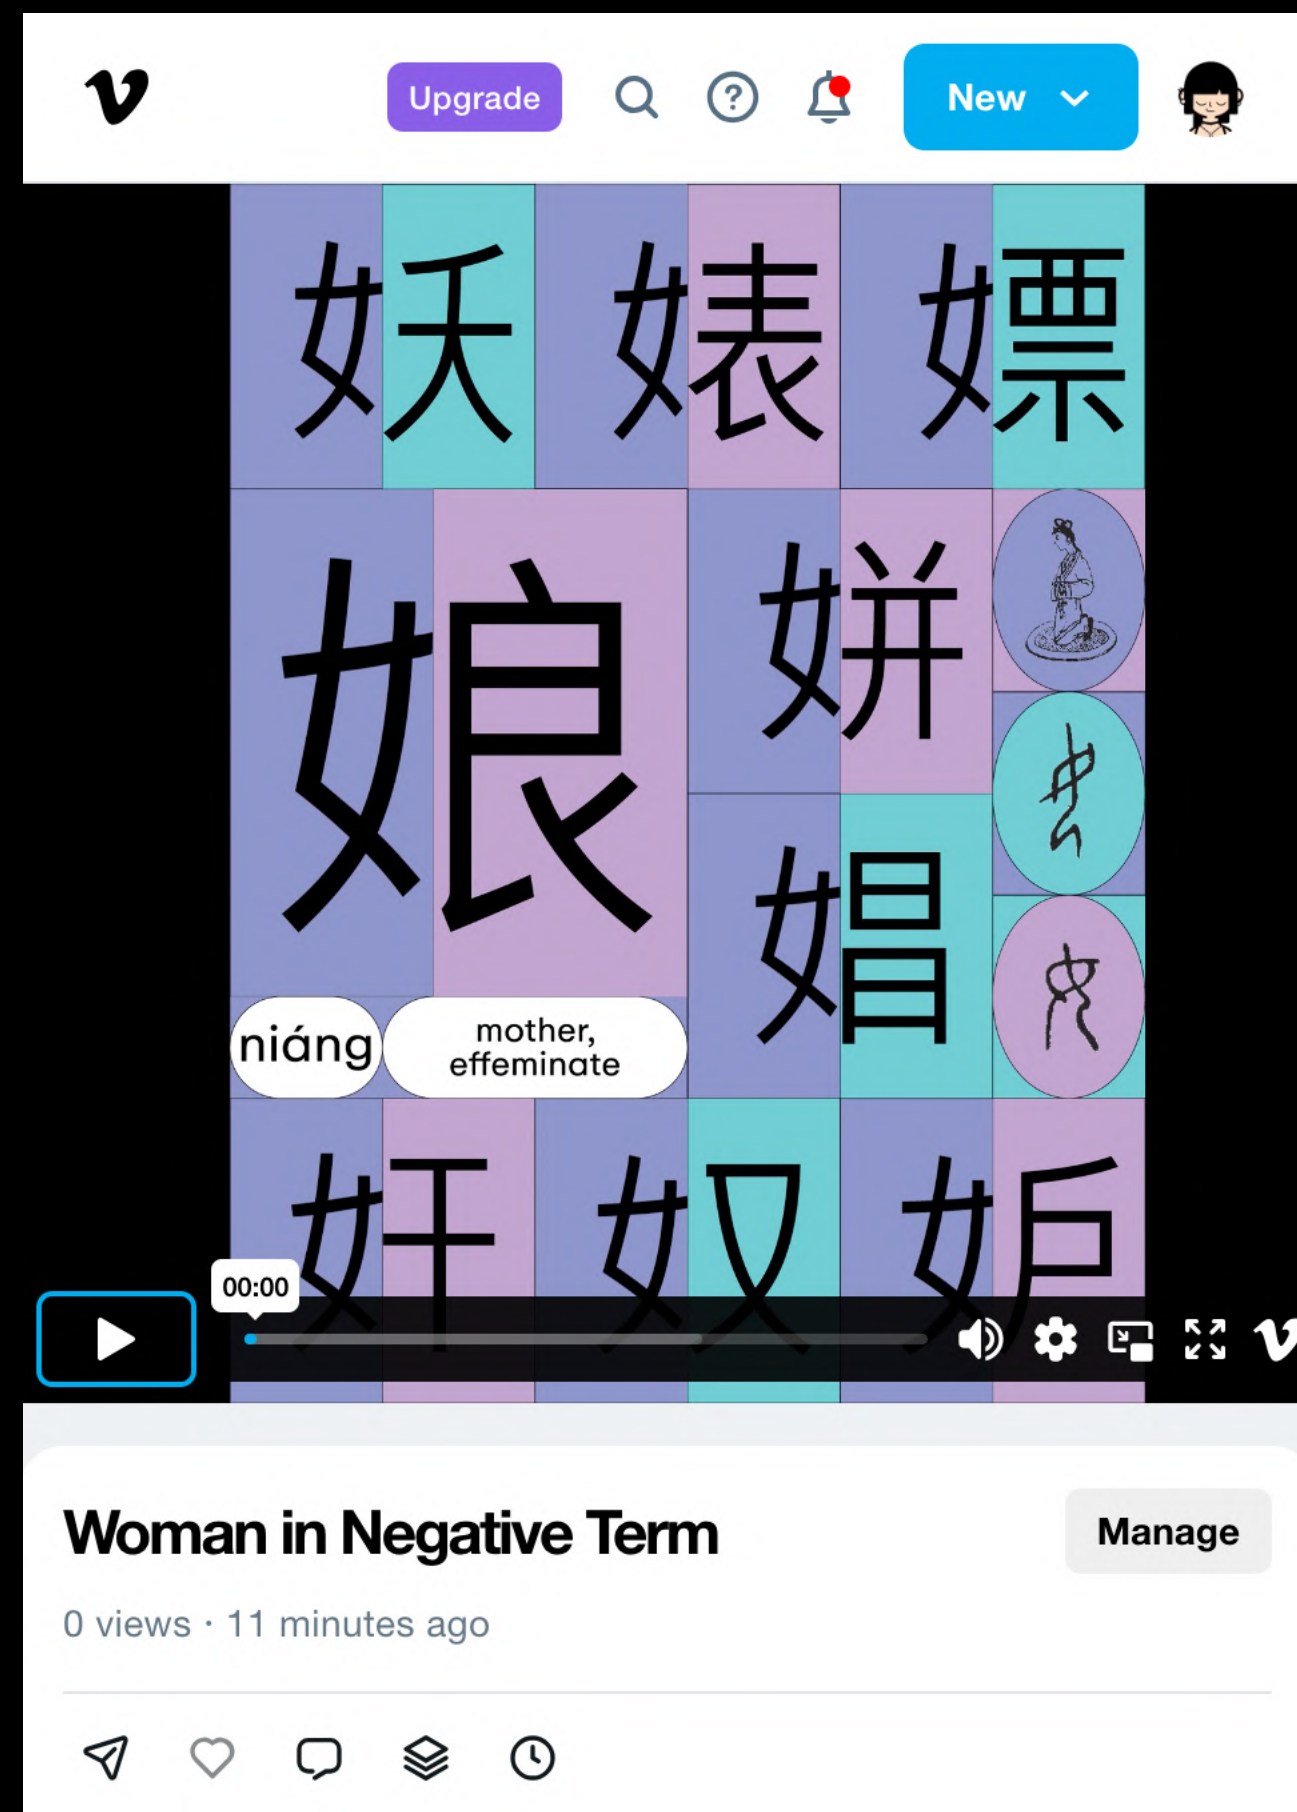 Upgrade
New
妖 婊 嫖
娘 姘
娼
niáng
mother,
effeminate
奸 奴 妒
00:00
Woman in Negative Term
Manage
0 views · 11 minutes ago